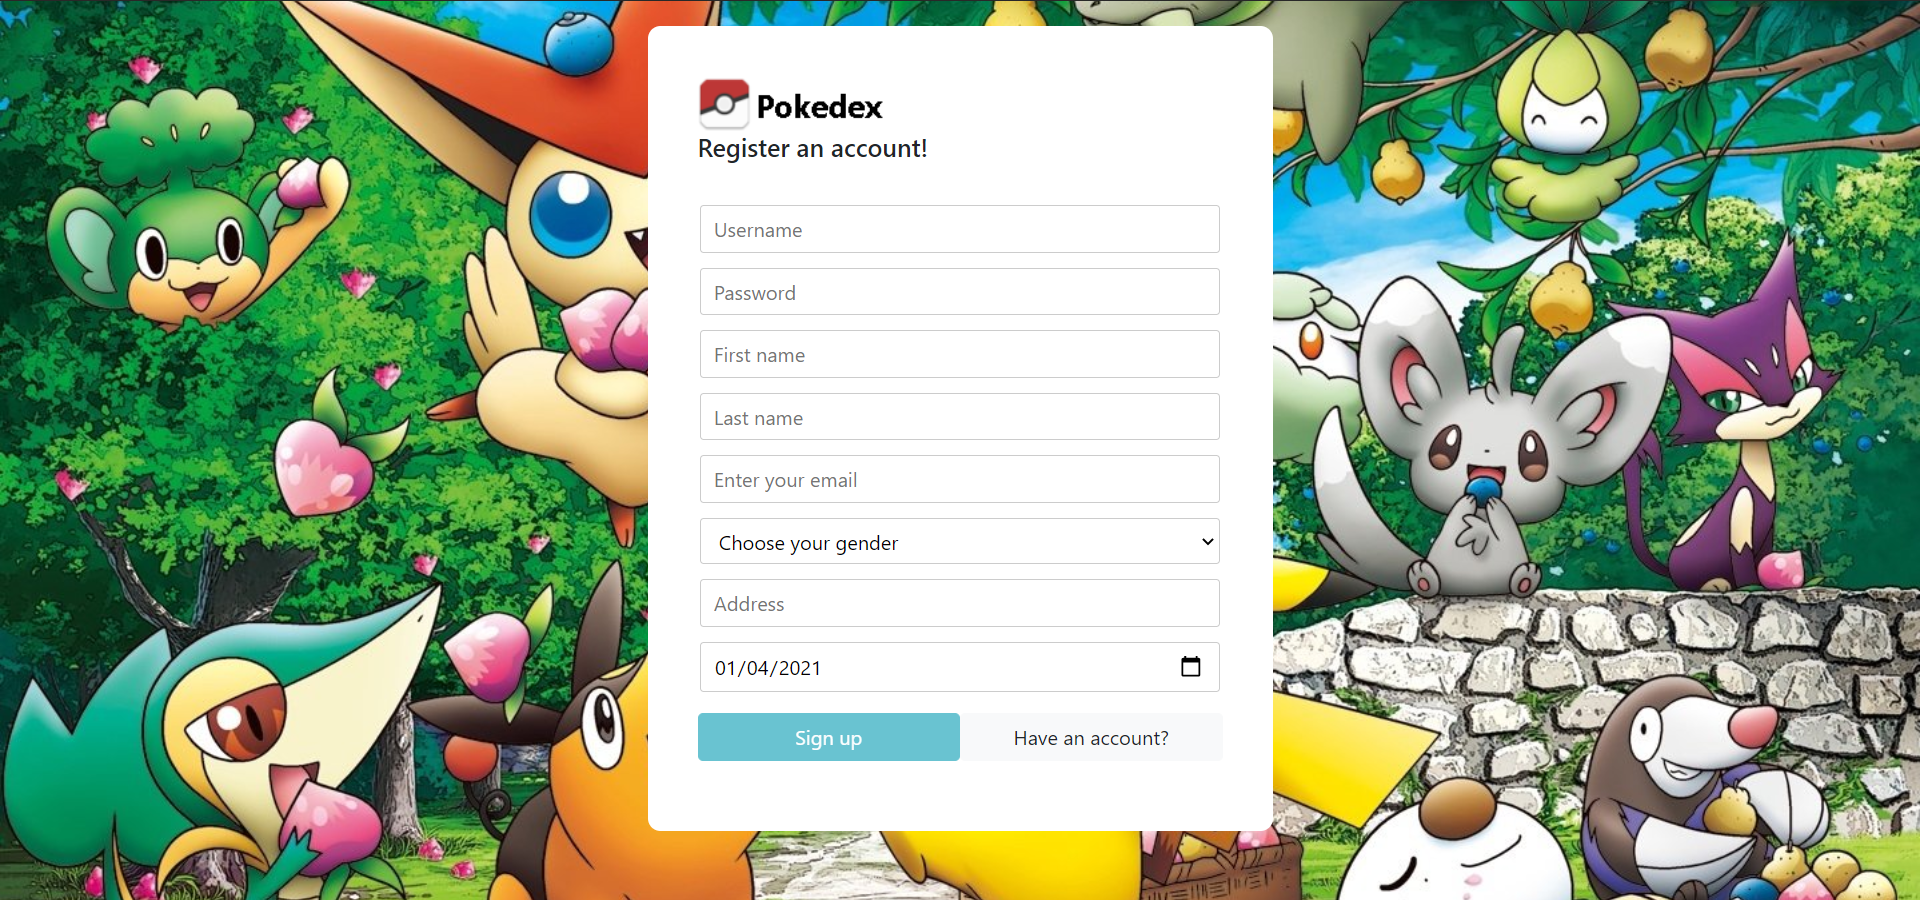 Pokedex
Register an account!
Username
Password
First name
Last name
Enter your email
Choose your gender
Address
01/04/2021
Sign up
Have an account?